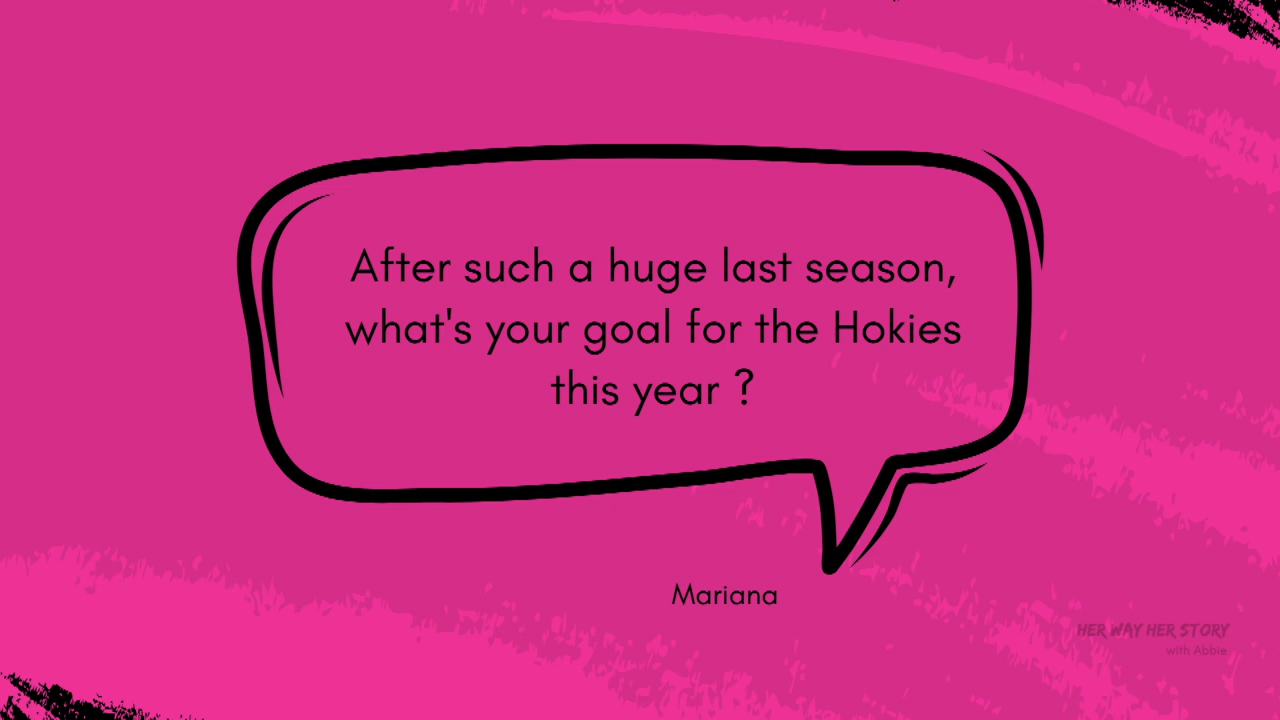 After such a huge last season,
what's your goal for the Hokies
this year ?
Mariana
HER WAY HER STORY
with Abbie